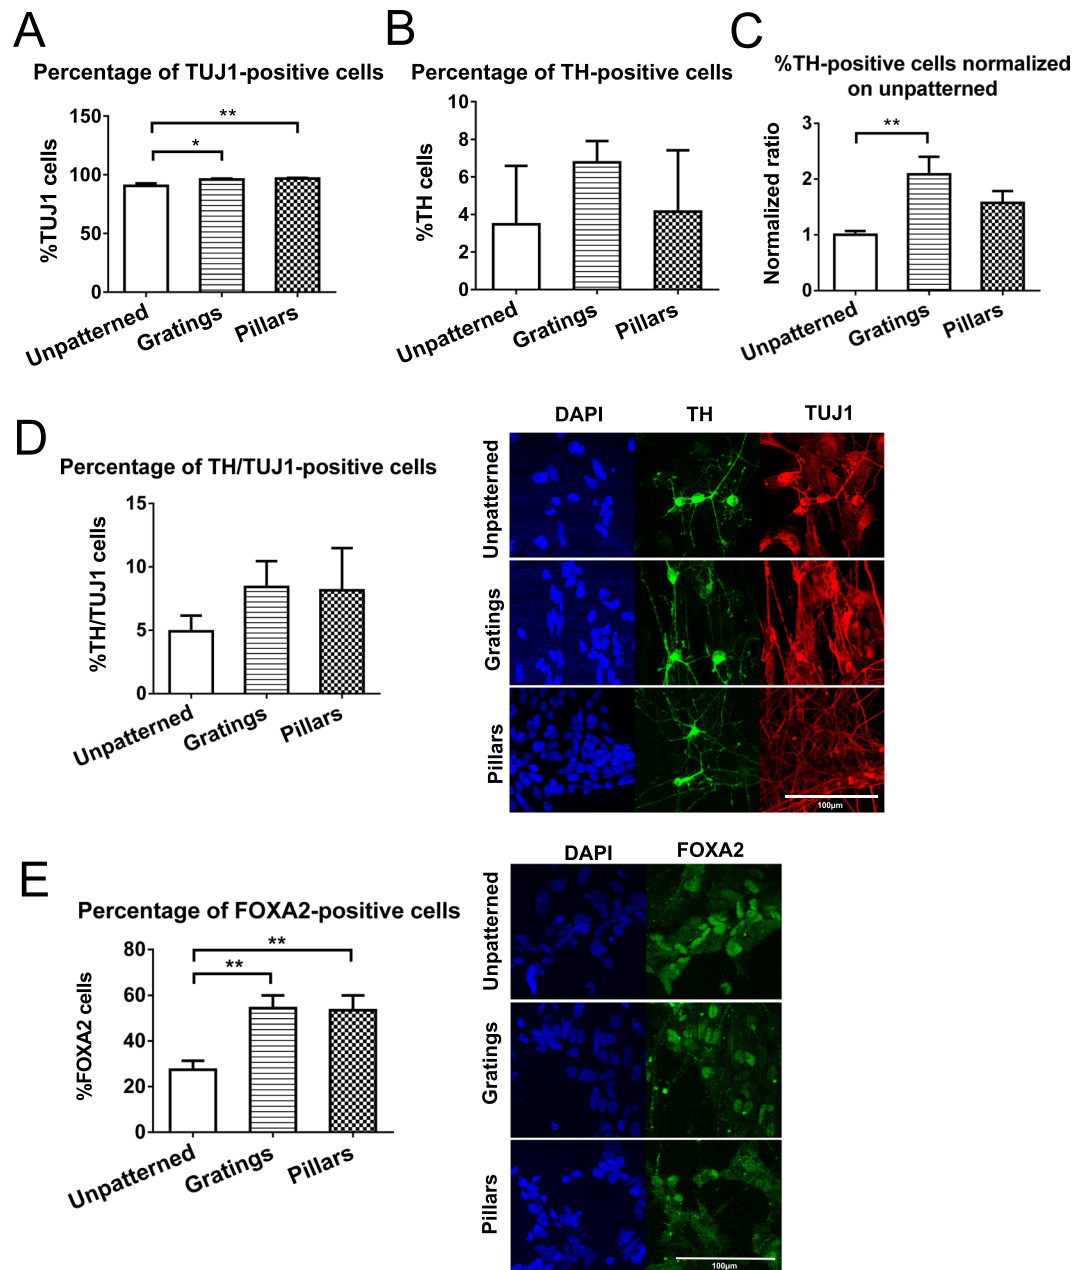 A
Percentage of TUJ1-positive cells
%TUJ1 cells
150
100
50
0
**
*
Unpatterned
Gratings
Pillars
B
Percentage of TH-positive cells
%TH cells
10
8
6
4
2
0
Unpatterned
Gratings
Pillars
C
%TH-positive cells normalized
on unpatterned
Normalized ratio
3
2
1
0
**
Unpatterned
Gratings
Pillars
D
Percentage of TH/TUJ1-positive cells
%TH/TUJ1 cells
15
10
5
0
Unpatterned
Gratings
Pillars
DAPI TH TUJ1
Unpatterned
Gratings
Pillars
100µm
E
Percentage of FOXA2-positive cells
%FOXA2 cells
80
60
40
20
0
**
**
Unpatterned
Gratings
Pillars
DAPI FOXA2
Unpatterned
Gratings
Pillars
100µm